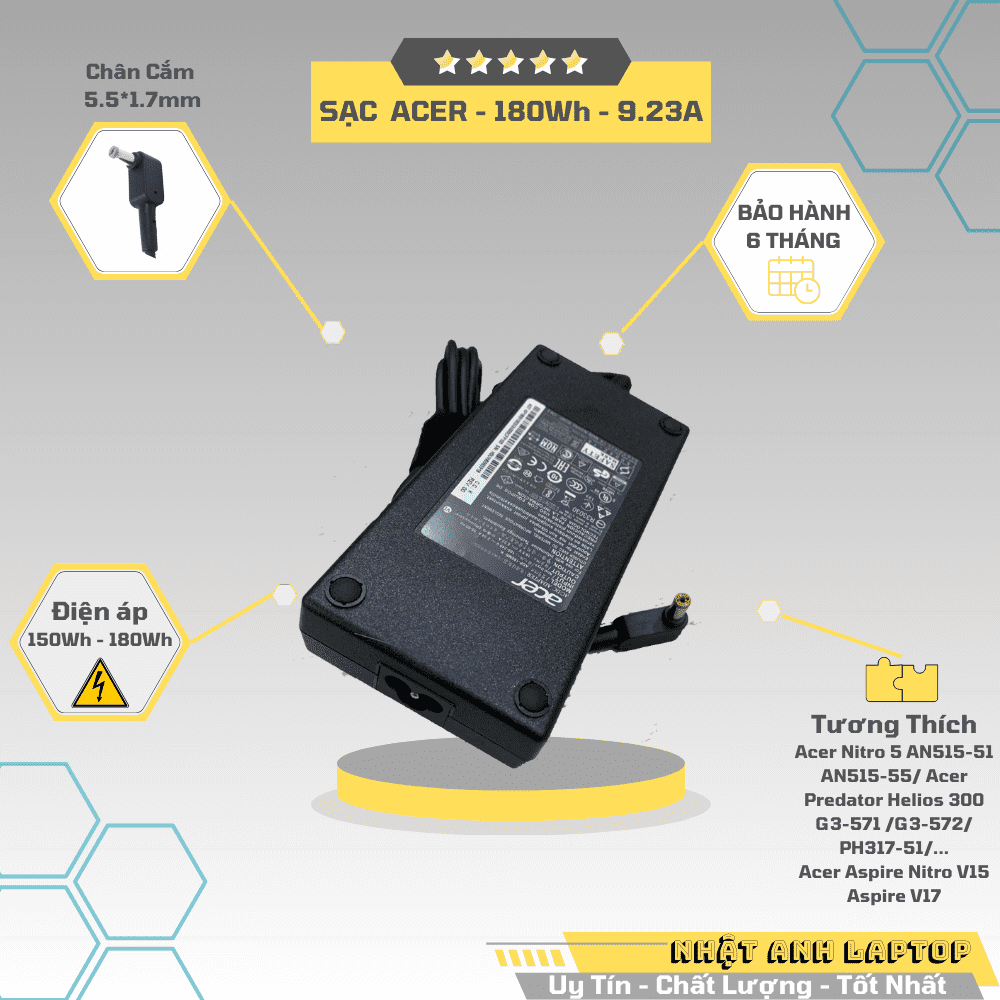 Chân Cắm
5.5*1.7mm
SẠC ACER - 180Wh - 9.23A
BẢO HÀNH
6 THÁNG
Điện áp
150Wh - 180Wh
acer
Tương Thích
Acer Nitro 5 AN515-51
AN515-55/ Acer
Predator Helios 300
G3-571 /G3-572/
PH317-51/...
Acer Aspire Nitro V15
Aspire V17
NHẬT ANH LAPTOP
Uy Tín - Chất Lượng - Tốt Nhất